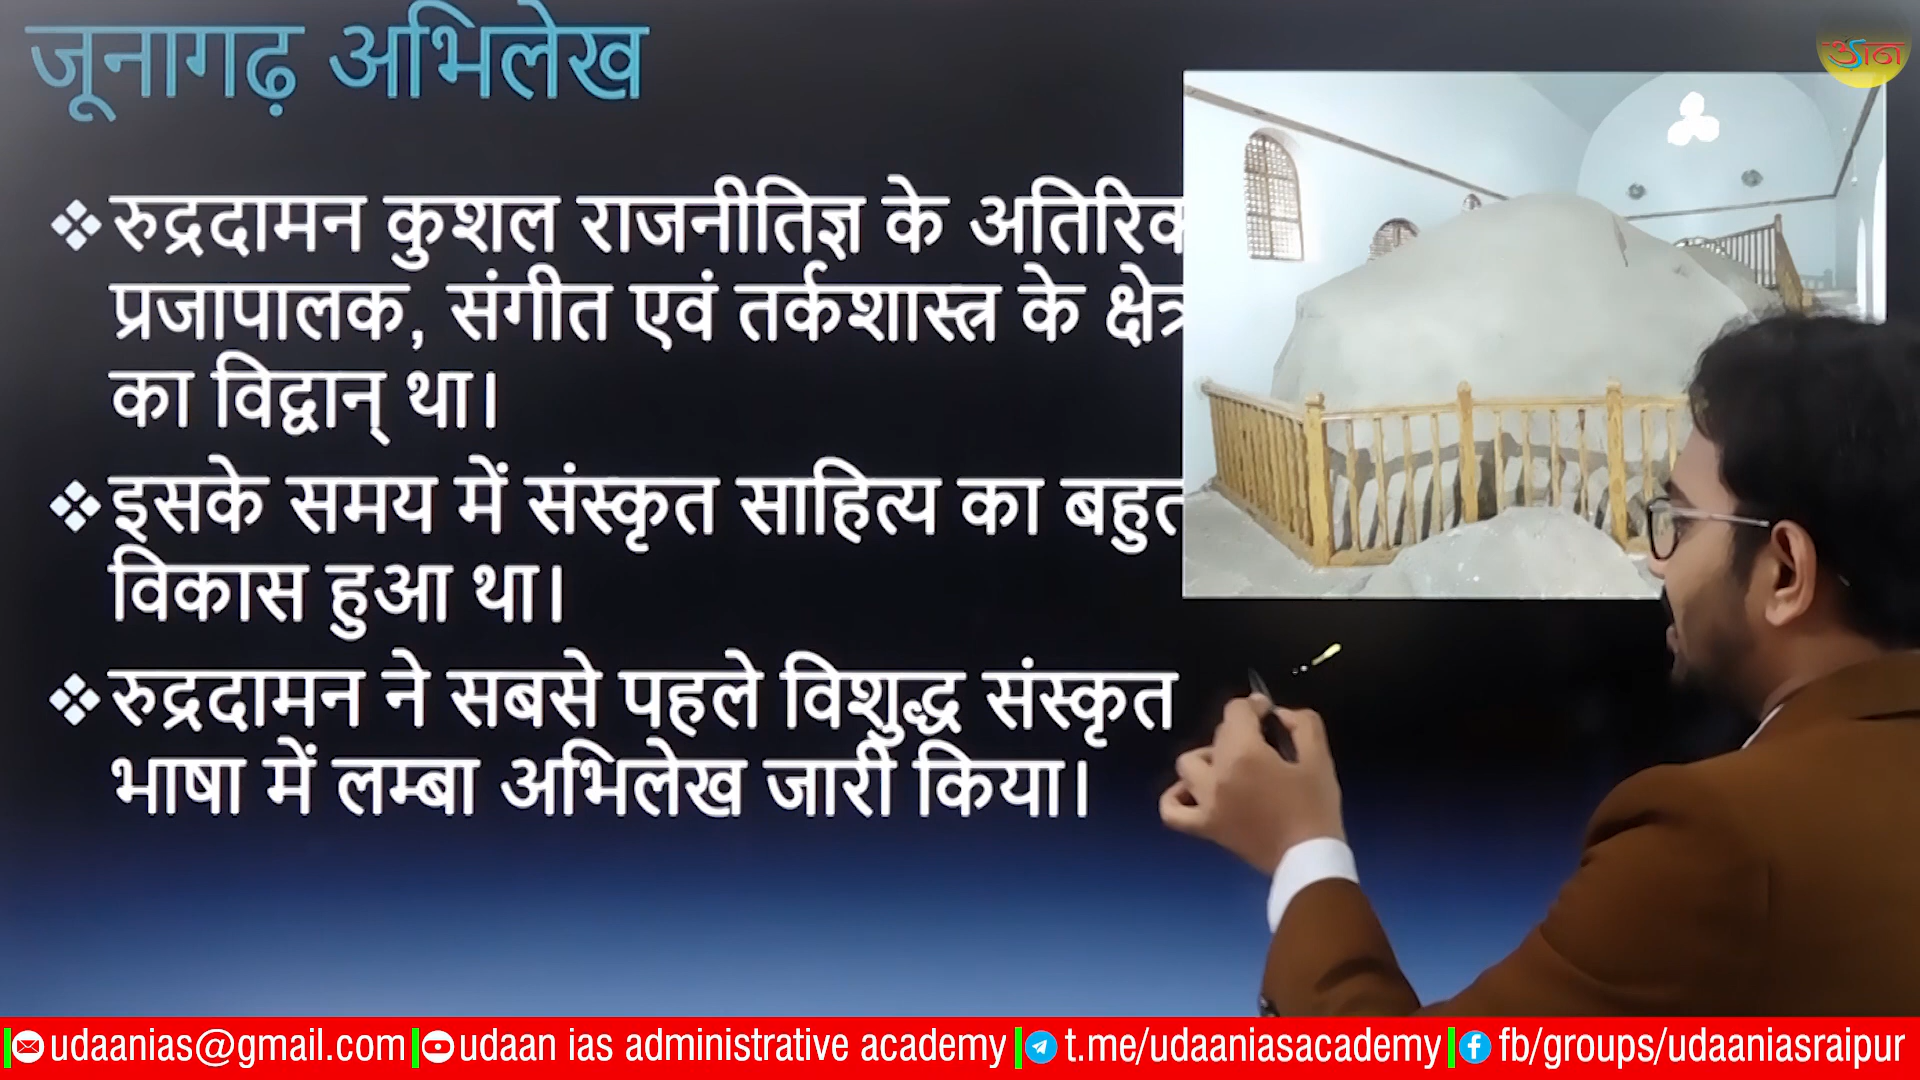 जूनागढ़ अभिलेख
उड़ान
❖रुद्रदामन कुशल राजनीतिज्ञ के
प्रजापालक, संगीत एवं तर्कशास्त्र के क्षेत्र
का विद्वान् था।
❖इसके समय में संस्कृत साहित्य का बहुत
विकास हुआ था।
❖रुद्रदामन ने सबसे पहले विशुद्ध संस्कृत
भाषा में लम्बा अभिलेख जारी किया।
udaanias@gmail.com udaan ias administrative academy t.me/udaaniasacademy fb/groups/udaaniasraipur